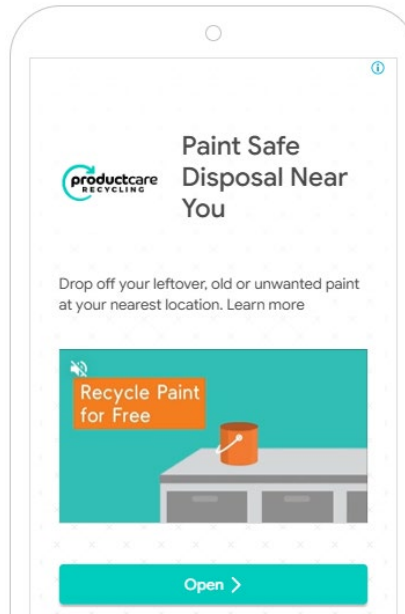 productcare
RECYCLING
Paint Safe
Disposal Near
You
Drop off your leftover, old or unwanted paint
at your nearest location. Learn more
Recycle Paint
for Free
Open